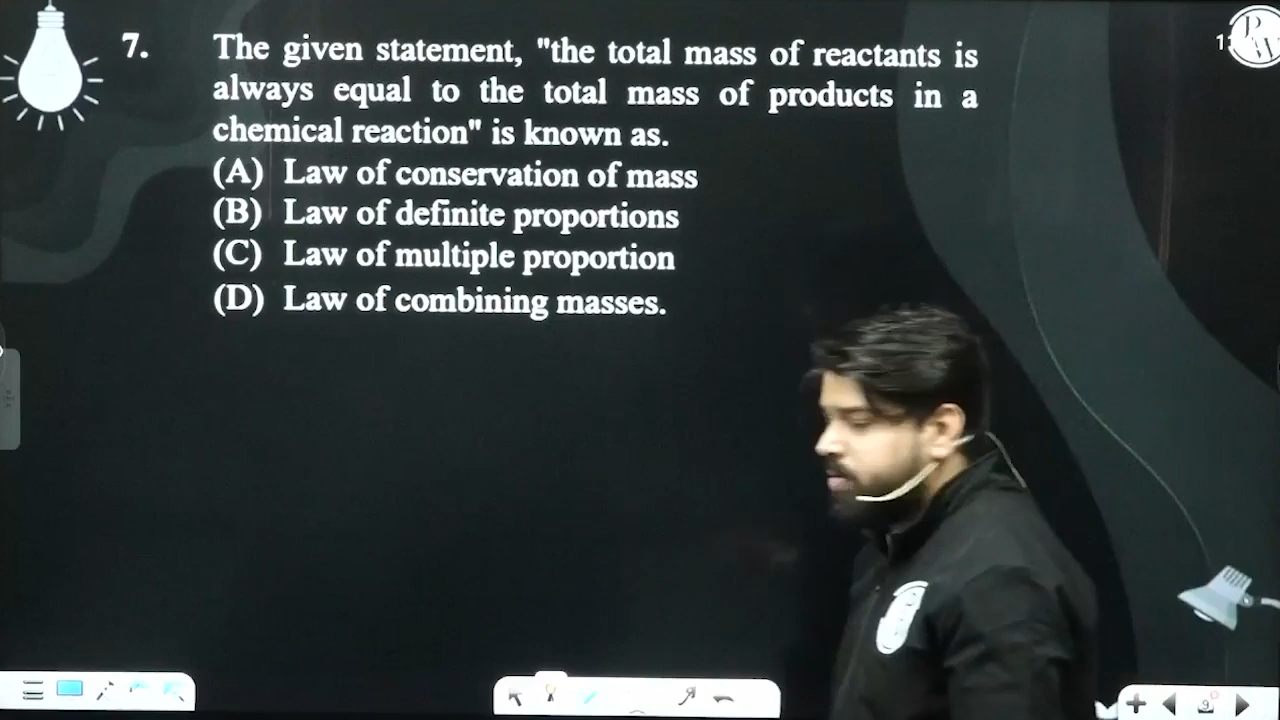 7. The given statement, "the total mass of reactants is
always equal to the total mass of products in a
chemical reaction" is known as.
(A) Law of conservation of mass
(B) Law of definite proportions
(C) Law of multiple proportion
(D) Law of combining masses.
9